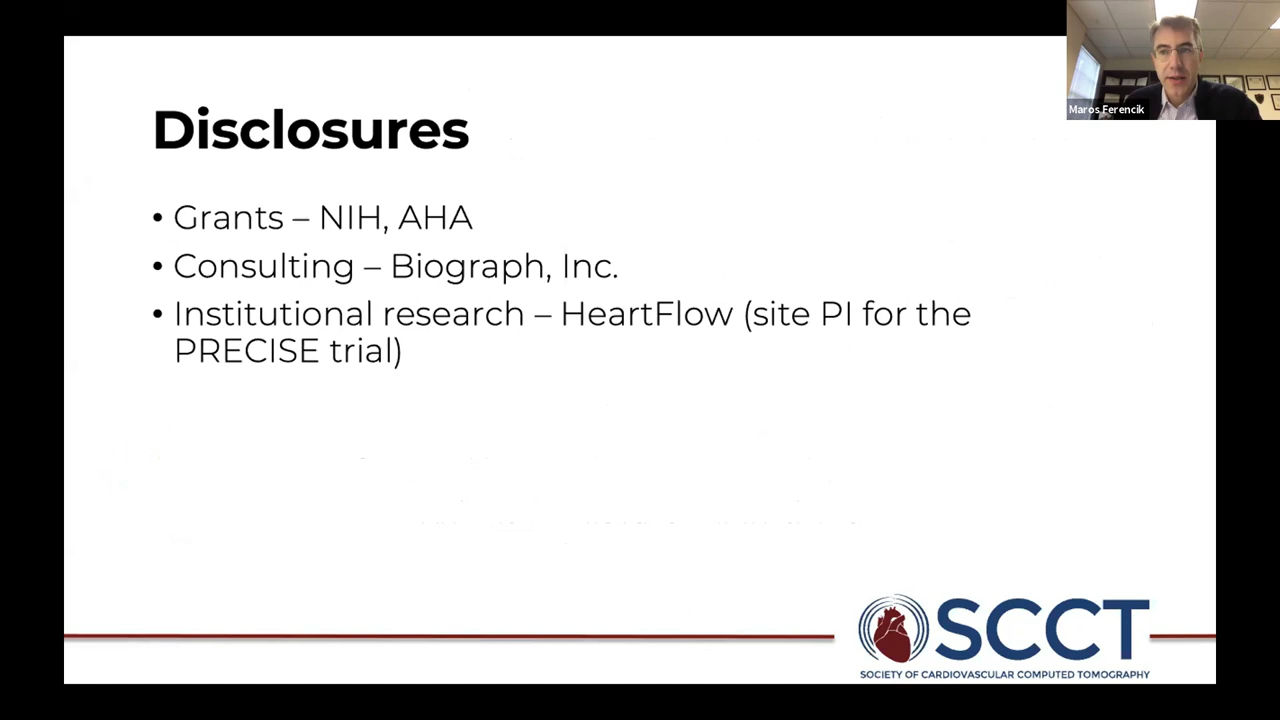 Maros Ferencik
Disclosures
• Grants – NIH, AHA
• Consulting – Biograph, Inc.
• Institutional research – HeartFlow (site PI for the
PRECISE trial)
SCCT
SOCIETY OF CARDIOVASCULAR COMPUTED TOMOGRAPHY